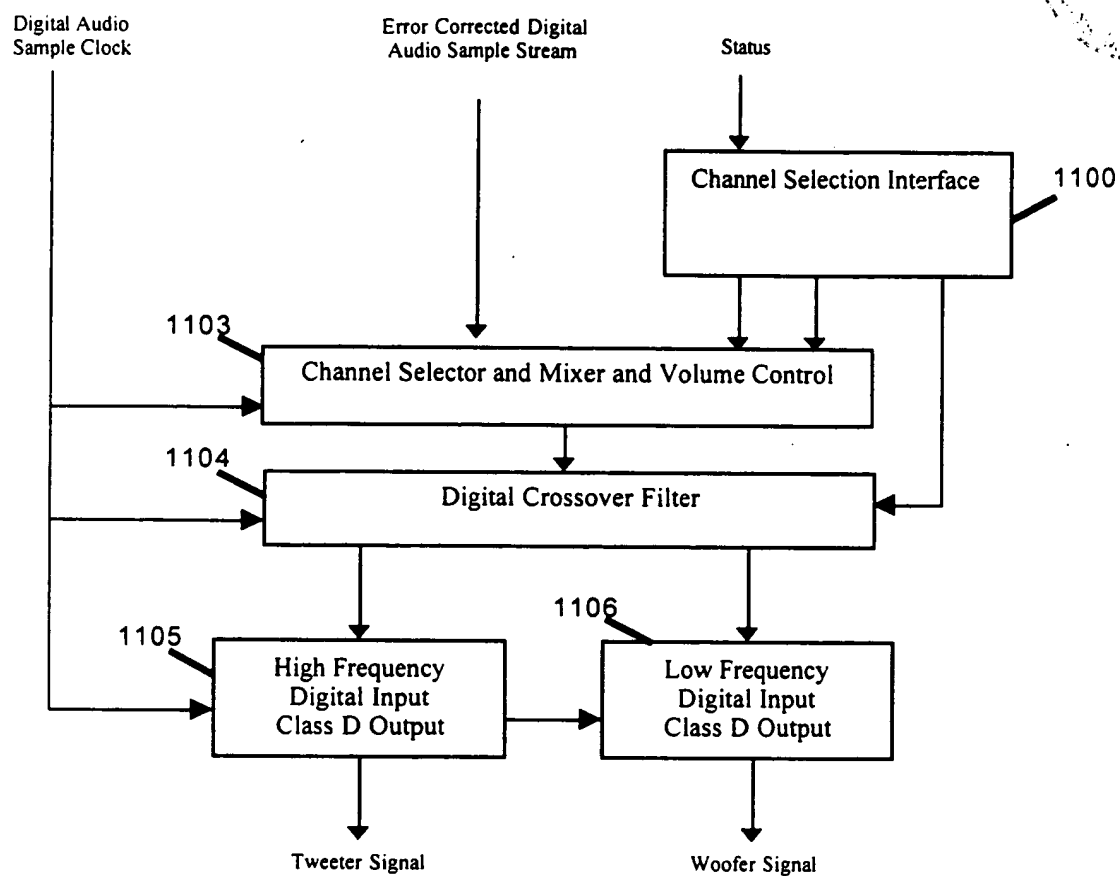 Digital Audio
Sample Clock
Error Corrected Digital
Audio Sample Stream
Status
Channel Selection Interface
1100
1103
Channel Selector and Mixer and Volume Control
1104
Digital Crossover Filter
1105
High Frequency
Digital Input
Class D Output
1106
Low Frequency
Digital Input
Class D Output
Tweeter Signal
Woofer Signal